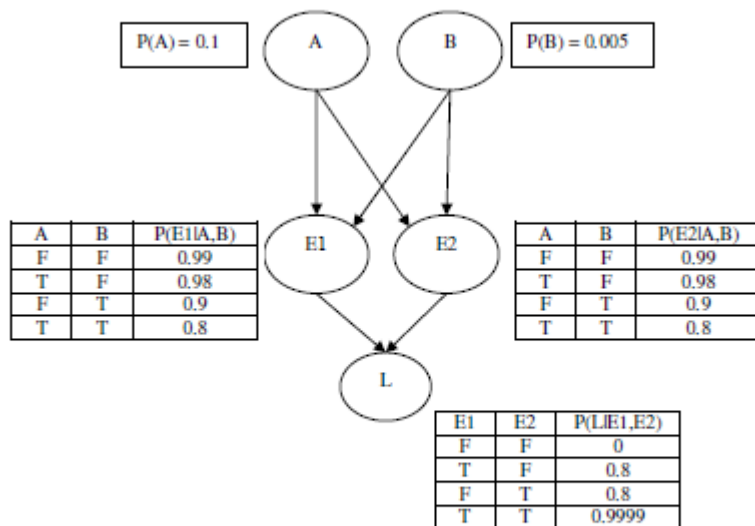 P(A) = 0.1
A
B
P(B) = 0.005
E1
E2
A B P(E1|A,B)
F F 0.99
T F 0.98
F T 0.9
T T 0.8
A B P(E2|A,B)
F F 0.99
T F 0.98
F T 0.9
T T 0.8
L
E1 E2 P(L|E1,E2)
F F 0
T F 0.8
F T 0.8
T T 0.9999